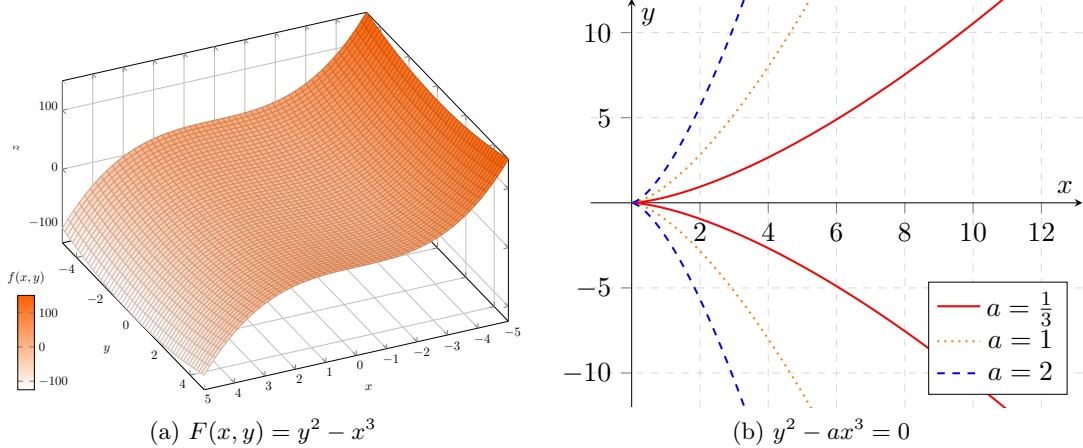 100
0
−100
z
−4
−2
0
2
4
y
5
4
3
2
1
0
−1
−2
−3
−4
−5
x
f(x, y)
100
0
−100
(a) F(x, y) = y² − x³
y
10
5
x
2
4
6
8
10
12
−5
−10
a = 1/3
a = 1
a = 2
(b) y² − ax³ = 0